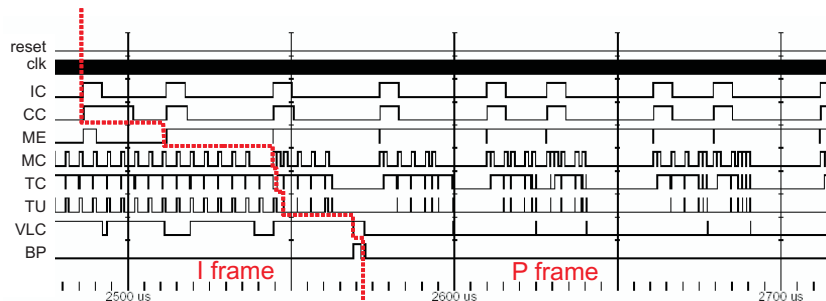 reset
clk
IC
CC
ME
MC
TC
TU
VLC
BP
I frame
P frame
2500 us
2600 us
2700 us